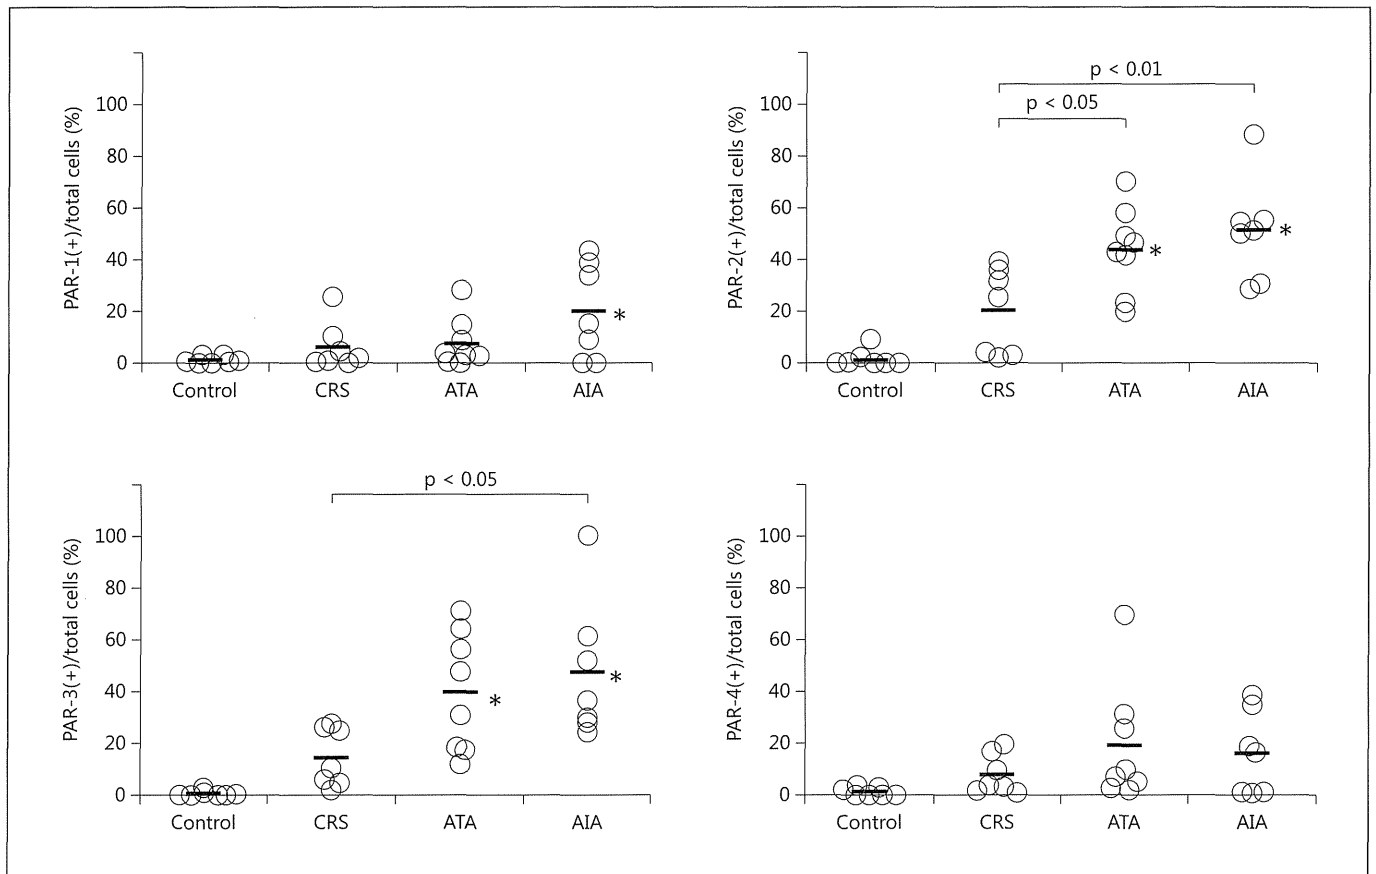 PAR-1(+)/total cells (%)
100
80
60
40
20
0
*
Control CRS ATA AIA
PAR-2(+)/total cells (%)
100
80
60
40
20
0
p < 0.01
p < 0.05
*
*
Control CRS ATA AIA
PAR-3(+)/total cells (%)
100
80
60
40
20
0
p < 0.05
*
*
Control CRS ATA AIA
PAR-4(+)/total cells (%)
100
80
60
40
20
0
Control CRS ATA AIA